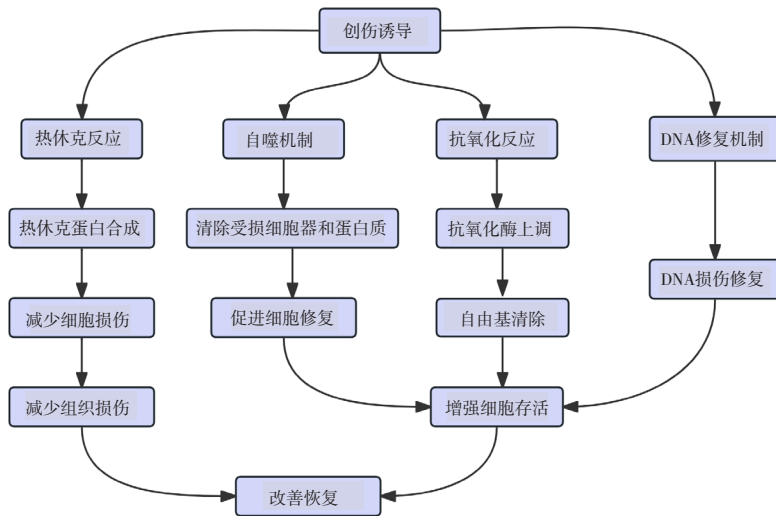 创伤诱导
热休克反应
自噬机制
抗氧化反应
DNA修复机制
热休克蛋白合成
清除受损细胞器和蛋白质
抗氧化酶上调
DNA损伤修复
减少细胞损伤
促进细胞修复
自由基清除
减少组织损伤
增强细胞存活
改善恢复